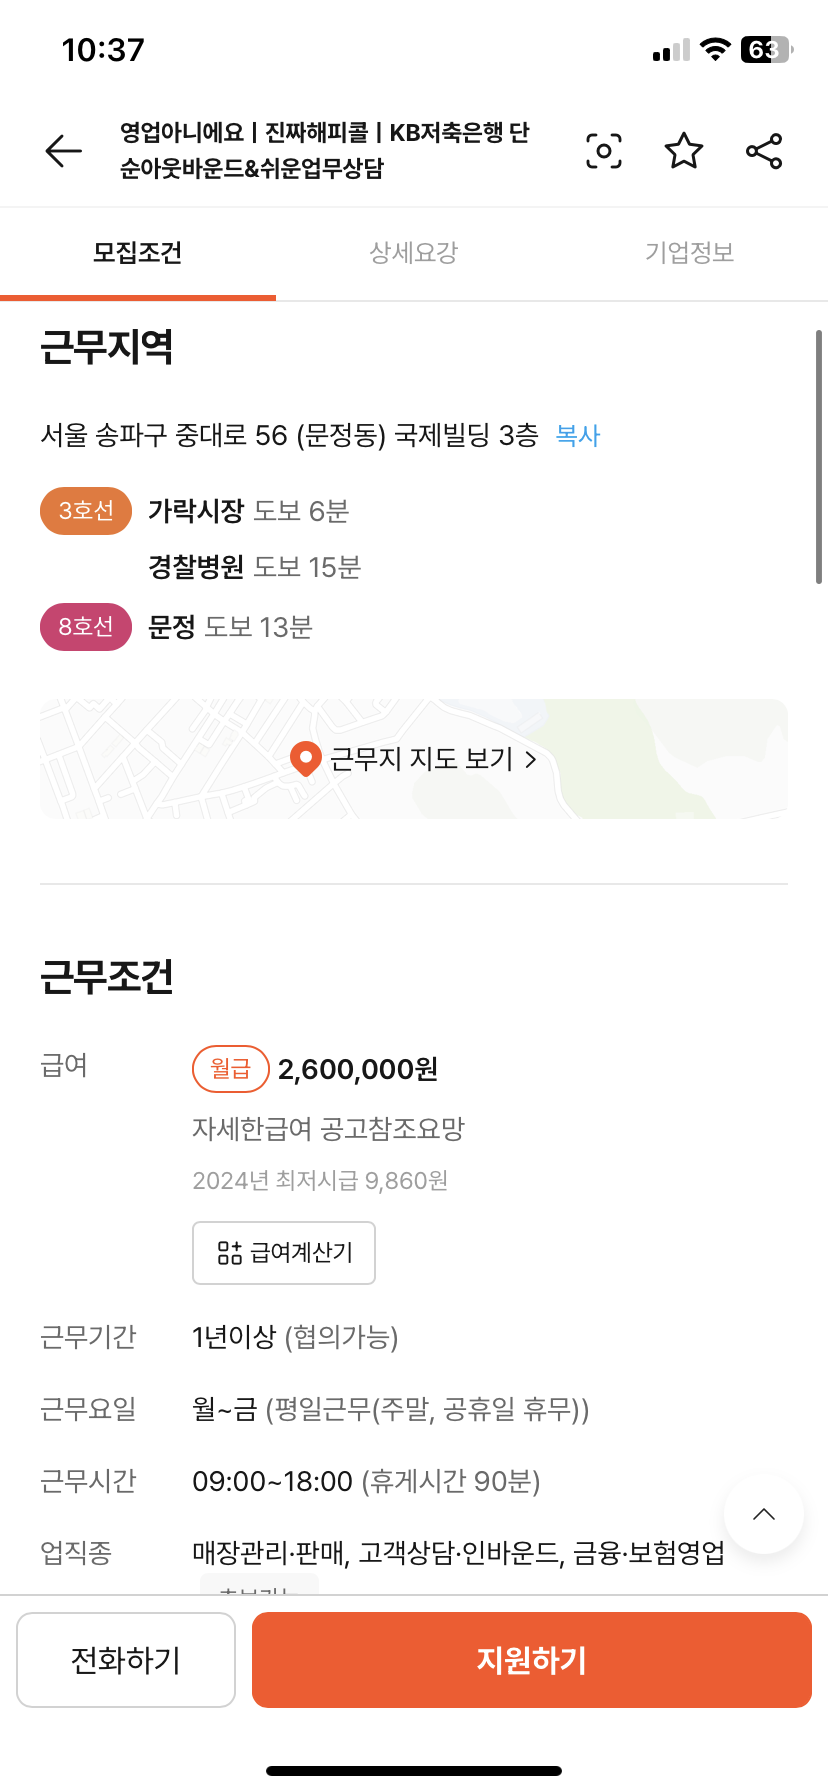 10:37
63
영업아니에요ㅣ진짜해피콜ㅣKB저축은행 단
순아웃바운드&쉬운업무상담
모집조건
상세요강
기업정보
근무지역
서울 송파구 중대로 56 (문정동) 국제빌딩 3층 복사
3호선 가락시장 도보 6분
경찰병원 도보 15분
8호선 문정 도보 13분
근무지 지도 보기
근무조건
급여 월급 2,600,000원
자세한급여 공고참조요망
2024년 최저시급 9,860원
급여계산기
근무기간 1년이상 (협의가능)
근무요일 월~금 (평일근무(주말, 공휴일 휴무))
근무시간 09:00~18:00 (휴게시간 90분)
업직종 매장관리·판매, 고객상담·인바운드, 금융·보험영업
전화하기
지원하기